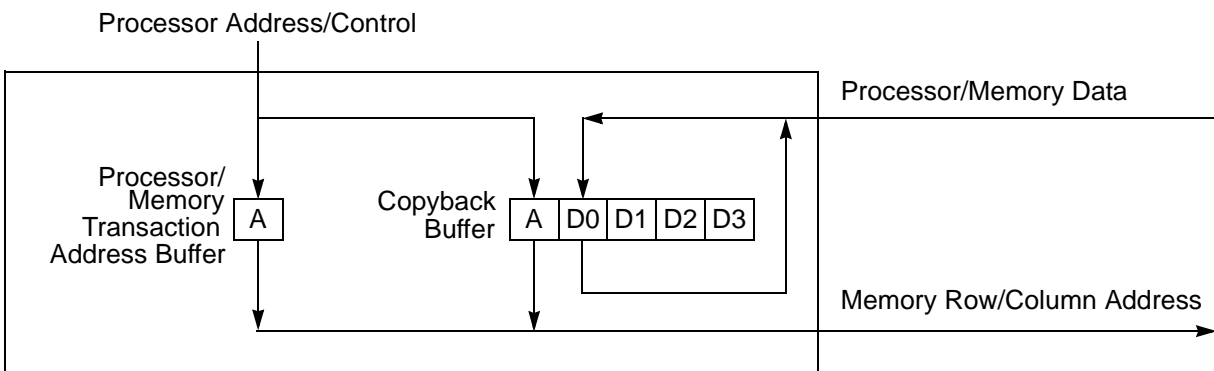 Processor Address/Control
Processor/Memory Data
Processor/
Memory
Transaction
Address Buffer
A
Copyback
Buffer
A D0 D1 D2 D3
Memory Row/Column Address